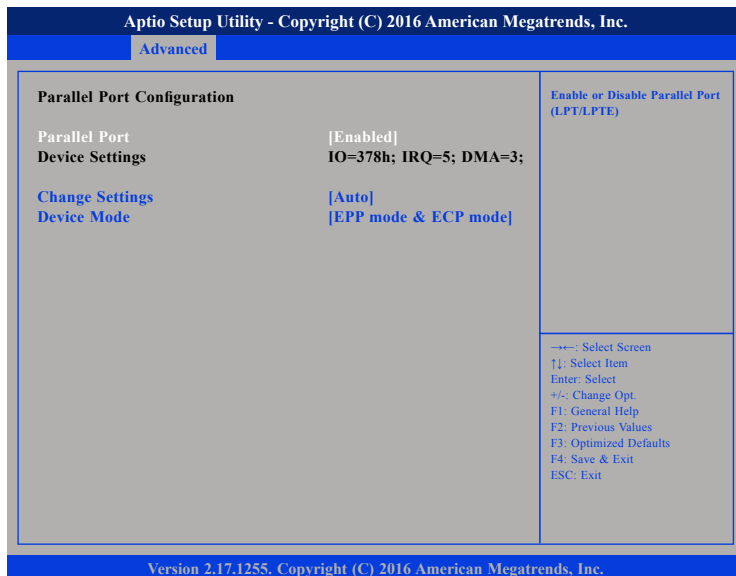 Aptio Setup Utility - Copyright (C) 2016 American Megatrends, Inc.
Advanced
Parallel Port Configuration
Parallel Port [Enabled]
Device Settings IO=378h; IRQ=5; DMA=3;
Change Settings [Auto]
Device Mode [EPP mode & ECP mode]
Enable or Disable Parallel Port
(LPT/LPTE)
→←: Select Screen
↑↓: Select Item
Enter: Select
+/-: Change Opt.
F1: General Help
F2: Previous Values
F3: Optimized Defaults
F4: Save & Exit
ESC: Exit
Version 2.17.1255. Copyright (C) 2016 American Megatrends, Inc.